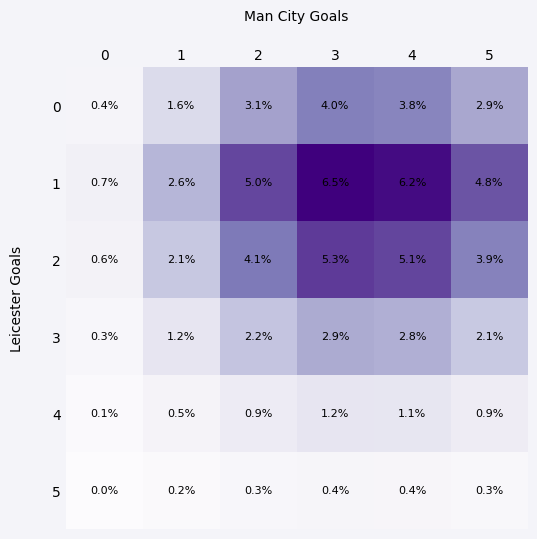 Man City Goals
0 1 2 3 4 5
0 0.4% 1.6% 3.1% 4.0% 3.8% 2.9%
1 0.7% 2.6% 5.0% 6.5% 6.2% 4.8%
2 0.6% 2.1% 4.1% 5.3% 5.1% 3.9%
3 0.3% 1.2% 2.2% 2.9% 2.8% 2.1%
4 0.1% 0.5% 0.9% 1.2% 1.1% 0.9%
5 0.0% 0.2% 0.3% 0.4% 0.4% 0.3%
Leicester Goals